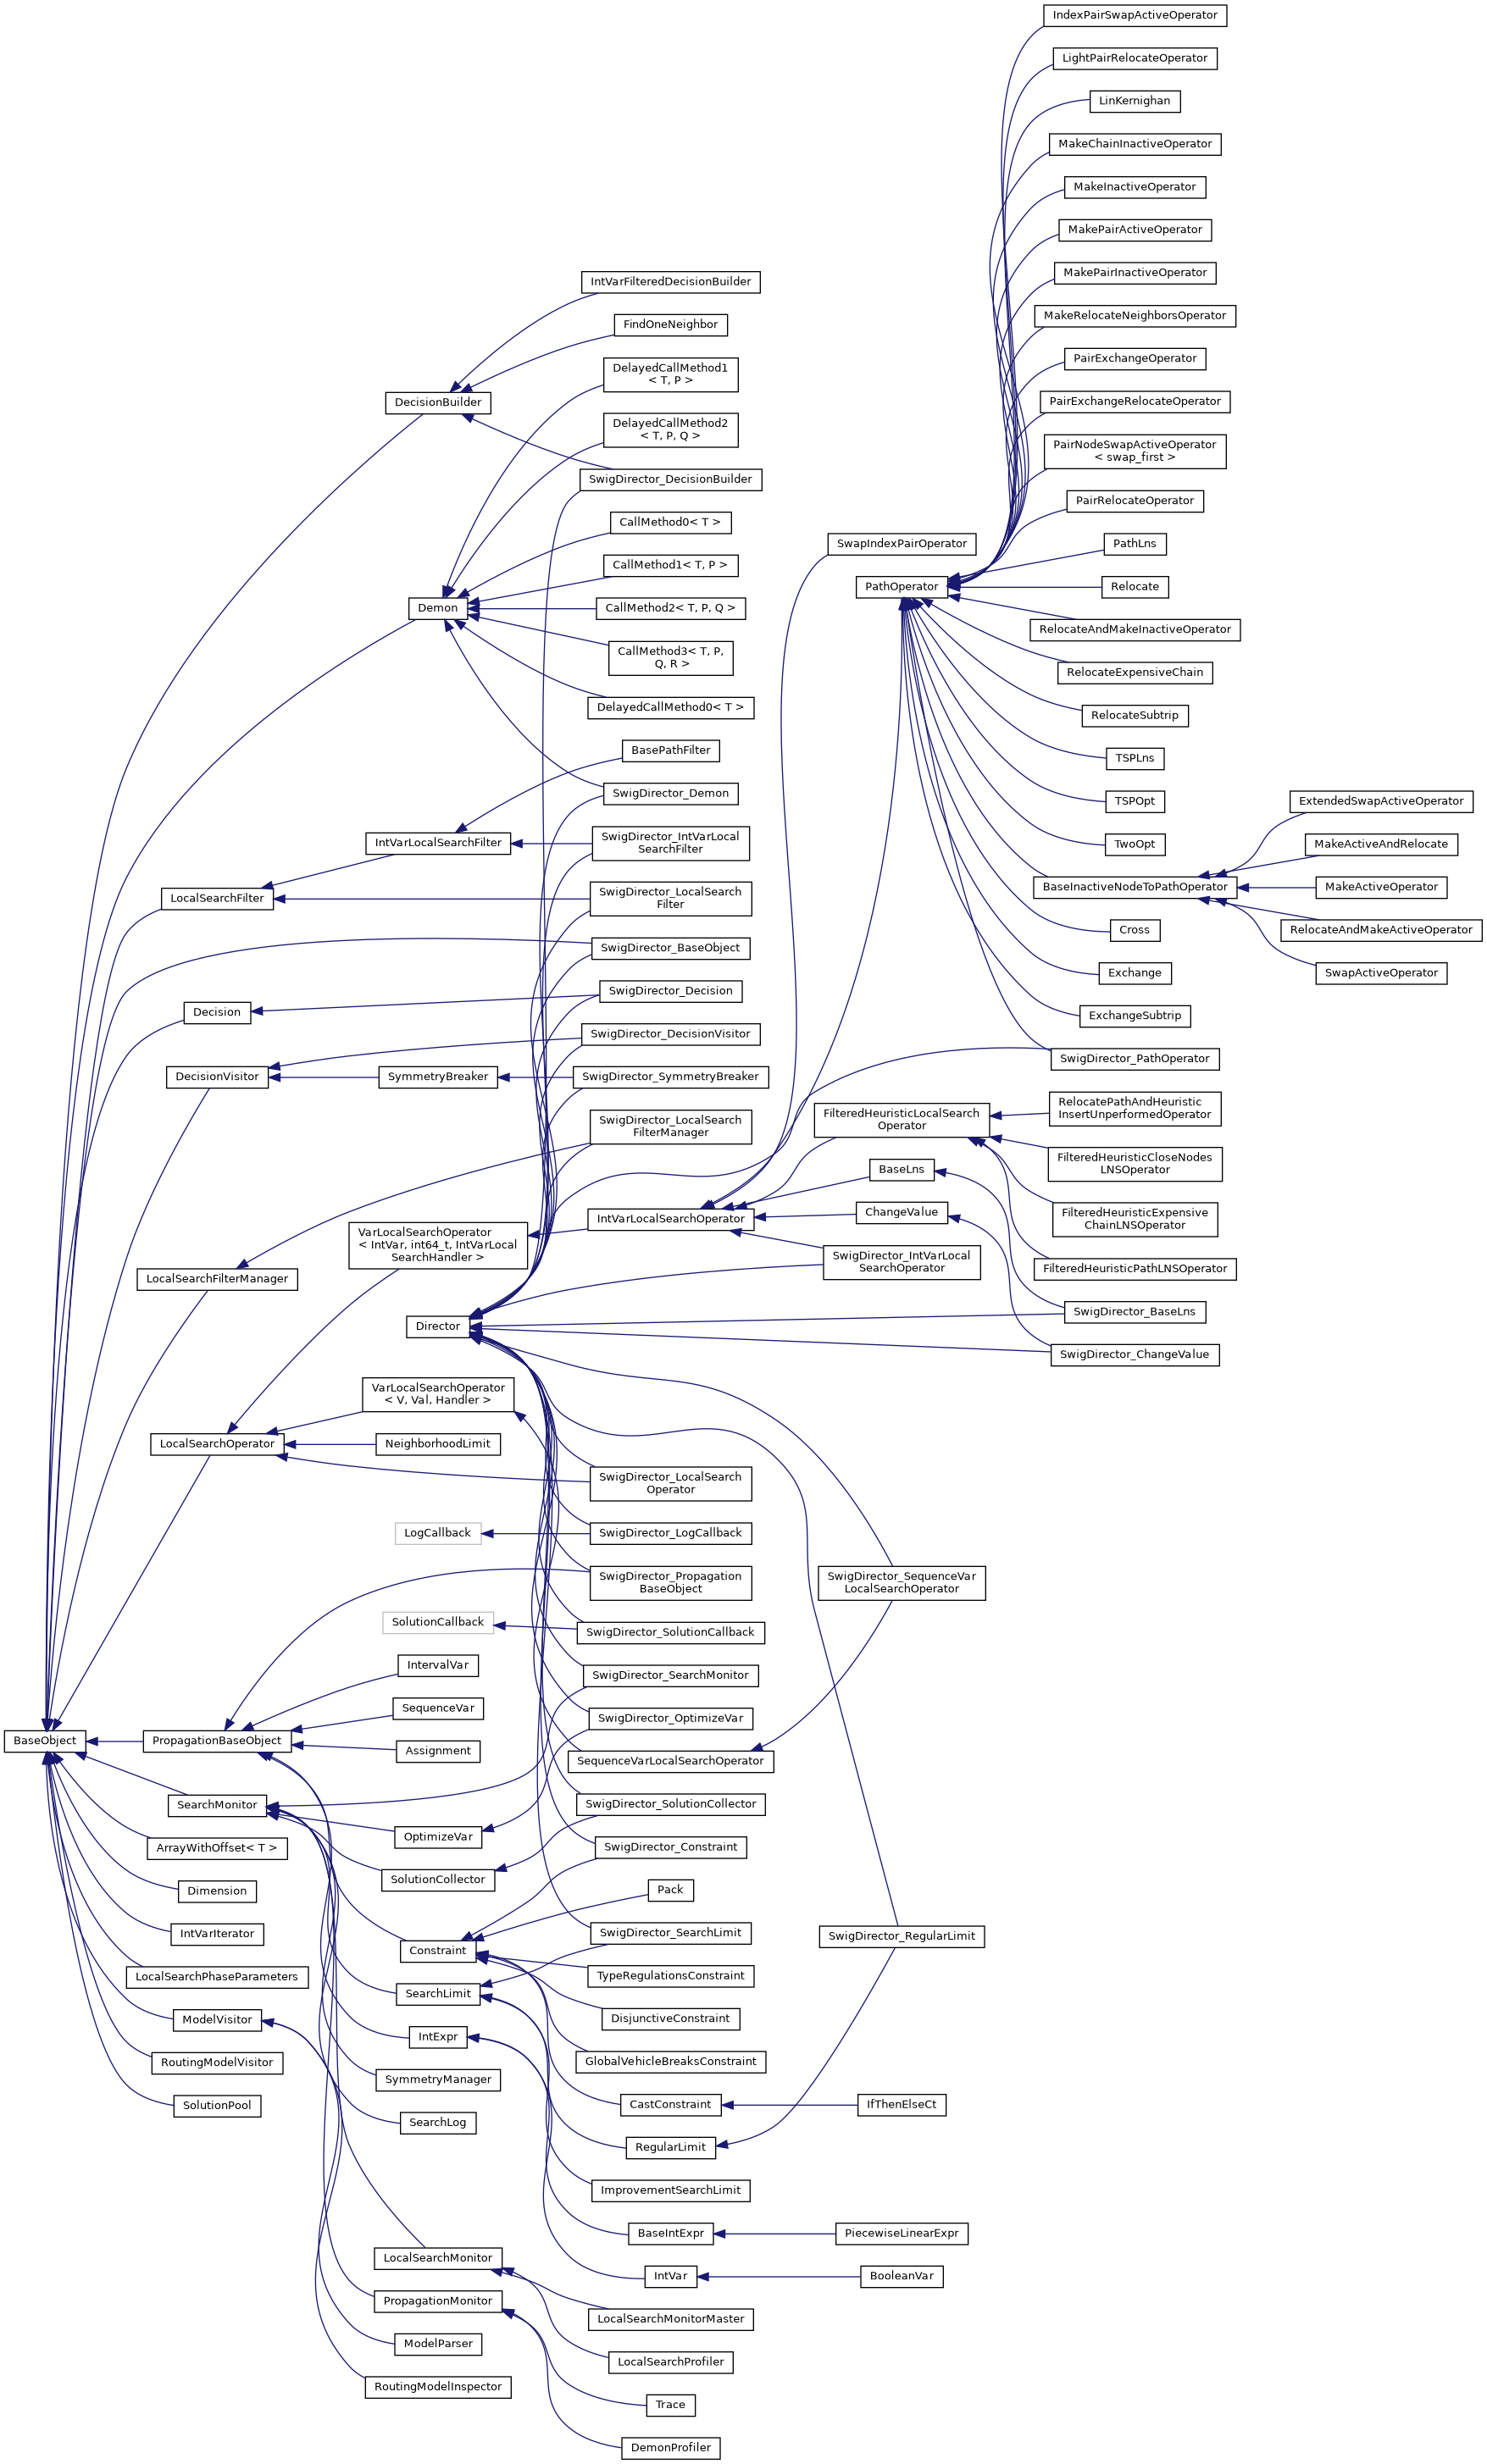 IndexPairSwapActiveOperator
LightPairRelocateOperator
LinKernighan
MakeChainInactiveOperator
MakeInactiveOperator
MakePairActiveOperator
MakePairInactiveOperator
IntVarFilteredDecisionBuilder
MakeRelocateNeighborsOperator
FindOneNeighbor
PairExchangeOperator
DelayedCallMethod1
< T, P >
DecisionBuilder
PairExchangeRelocateOperator
DelayedCallMethod2
< T, P, Q >
PairNodeSwapActiveOperator
< swap_first >
SwigDirector_DecisionBuilder
PairRelocateOperator
CallMethod0< T >
SwapIndexPairOperator
PathLns
CallMethod1< T, P >
PathOperator
Relocate
Demon
CallMethod2< T, P, Q >
RelocateAndMakeInactiveOperator
CallMethod3< T, P,
Q, R >
RelocateExpensiveChain
DelayedCallMethod0< T >
RelocateSubtrip
BasePathFilter
TSPLns
SwigDirector_Demon
TSPOpt
ExtendedSwapActiveOperator
IntVarLocalSearchFilter
SwigDirector_IntVarLocal
SearchFilter
TwoOpt
MakeActiveAndRelocate
LocalSearchFilter
SwigDirector_LocalSearch
Filter
BaseInactiveNodeToPathOperator
MakeActiveOperator
Cross
RelocateAndMakeActiveOperator
SwigDirector_BaseObject
Exchange
SwapActiveOperator
Decision
SwigDirector_Decision
ExchangeSubtrip
SwigDirector_DecisionVisitor
SwigDirector_PathOperator
DecisionVisitor
SymmetryBreaker
SwigDirector_SymmetryBreaker
SwigDirector_LocalSearch
FilterManager
FilteredHeuristicLocalSearch
Operator
RelocatePathAndHeuristic
InsertUnperformedOperator
FilteredHeuristicCloseNodes
LNSOperator
BaseLns
FilteredHeuristicExpensive
ChainLNSOperator
ChangeValue
IntVarLocalSearchOperator
VarLocalSearchOperator
< IntVar, int64_t, IntVarLocal
SearchHandler >
SwigDirector_IntVarLocal
SearchOperator
FilteredHeuristicPathLNSOperator
LocalSearchFilterManager
SwigDirector_BaseLns
Director
SwigDirector_ChangeValue
VarLocalSearchOperator
< V, Val, Handler >
LocalSearchOperator
NeighborhoodLimit
SwigDirector_LocalSearch
Operator
LogCallback
SwigDirector_LogCallback
SwigDirector_Propagation
BaseObject
SwigDirector_SequenceVar
LocalSearchOperator
SolutionCallback
SwigDirector_SolutionCallback
IntervalVar
SwigDirector_SearchMonitor
SequenceVar
SwigDirector_OptimizeVar
BaseObject
PropagationBaseObject
Assignment
SequenceVarLocalSearchOperator
SearchMonitor
SwigDirector_SolutionCollector
OptimizeVar
ArrayWithOffset< T >
SwigDirector_Constraint
SolutionCollector
Dimension
Pack
IntVarIterator
SwigDirector_SearchLimit
SwigDirector_RegularLimit
Constraint
LocalSearchPhaseParameters
TypeRegulationsConstraint
SearchLimit
ModelVisitor
DisjunctiveConstraint
IntExpr
RoutingModelVisitor
GlobalVehicleBreaksConstraint
SymmetryManager
SolutionPool
CastConstraint
IfThenElseCt
SearchLog
RegularLimit
ImprovementSearchLimit
BaseIntExpr
PiecewiseLinearExpr
LocalSearchMonitor
IntVar
BooleanVar
PropagationMonitor
LocalSearchMonitorMaster
ModelParser
LocalSearchProfiler
RoutingModelInspector
Trace
DemonProfiler